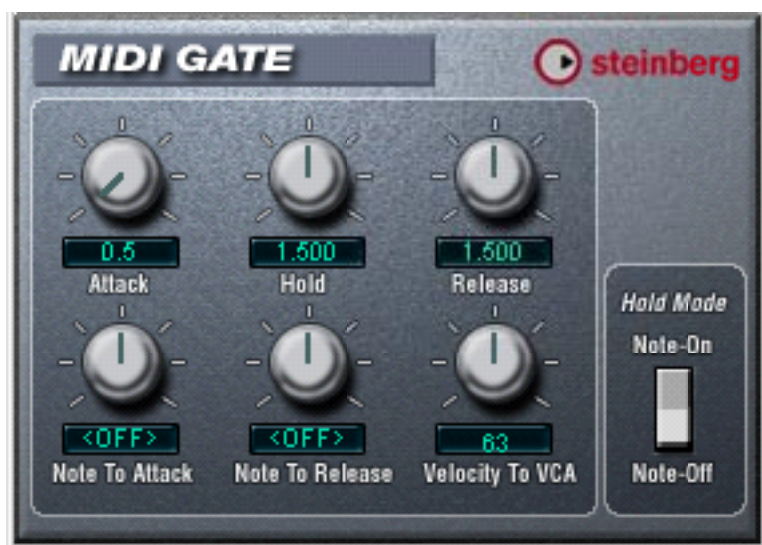 MIDI GATE
steinberg
0.5
1.500
1.500
Attack
Hold
Release
Hold Mode
Note-On
<OFF>
<OFF>
63
Note To Attack
Note To Release
Velocity To VCA
Note-Off